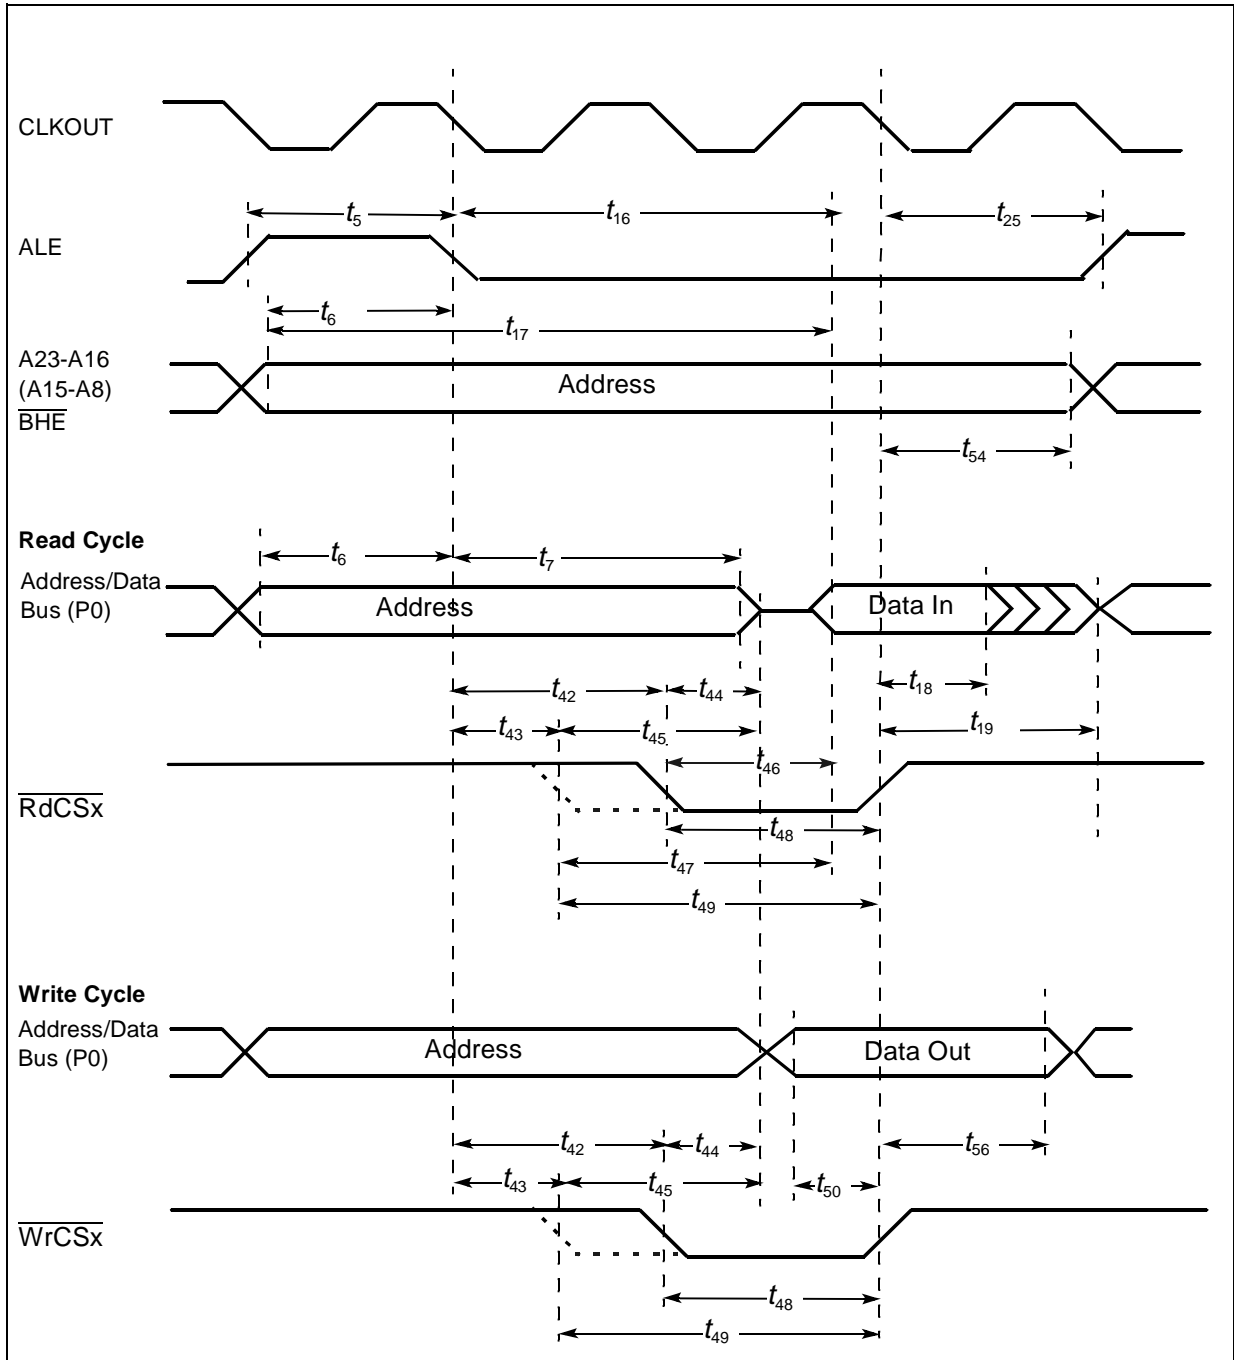 CLKOUT
t5 t16 t25
ALE
t6 t17
A23-A16
(A15-A8)
BHE
Address
t54
Read Cycle
t6 t7
Address/Data
Bus (P0)
Address Data In
t42 t44 t18
t43 t45 t19
t46
RdCSx
t48
t47
t49
Write Cycle
Address/Data
Bus (P0)
Address Data Out
t42 t44 t56
t43 t45 t50
WrCSx
t48
t49